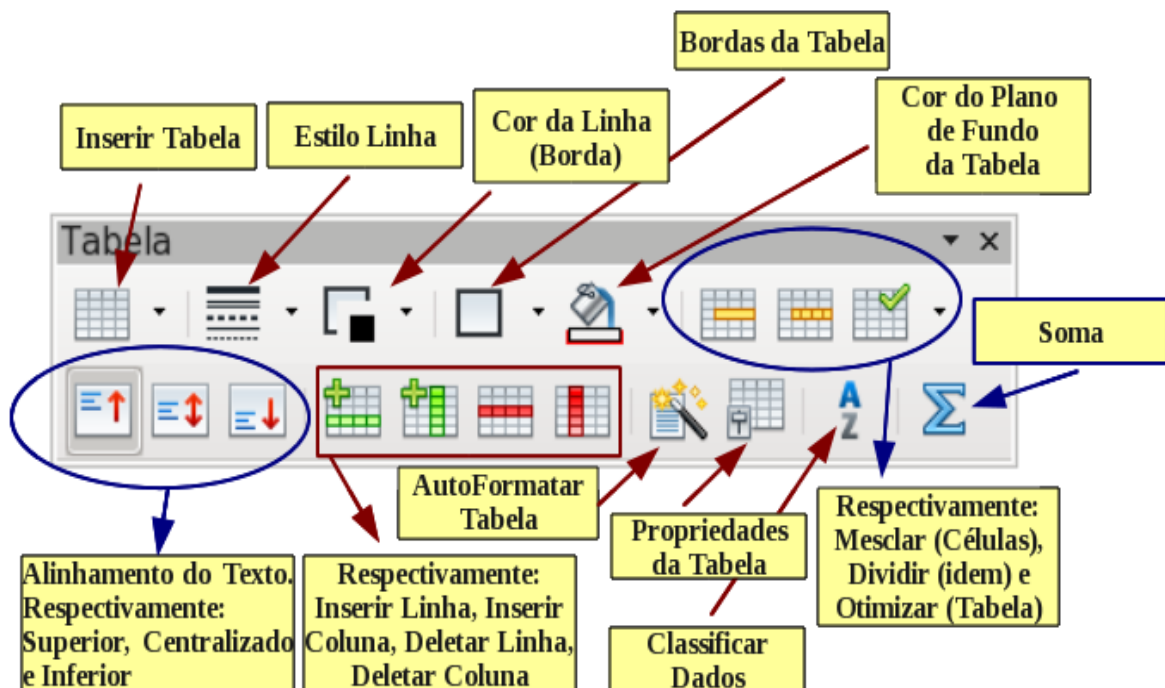 Bordas da Tabela
Inserir Tabela
Estilo Linha
Cor da Linha
(Borda)
Cor do Plano
de Fundo
da Tabela
Tabela
Soma
AutoFormatar
Tabela
Propriedades
da Tabela
Respectivamente:
Mesclar (Células),
Dividir (idem) e
Otimizar (Tabela)
Alinhamento do Texto.
Respectivamente:
Superior, Centralizado
e Inferior
Respectivamente:
Inserir Linha, Inserir
Coluna, Deletar Linha,
Deletar Coluna
Classificar
Dados
A
Z
Σ